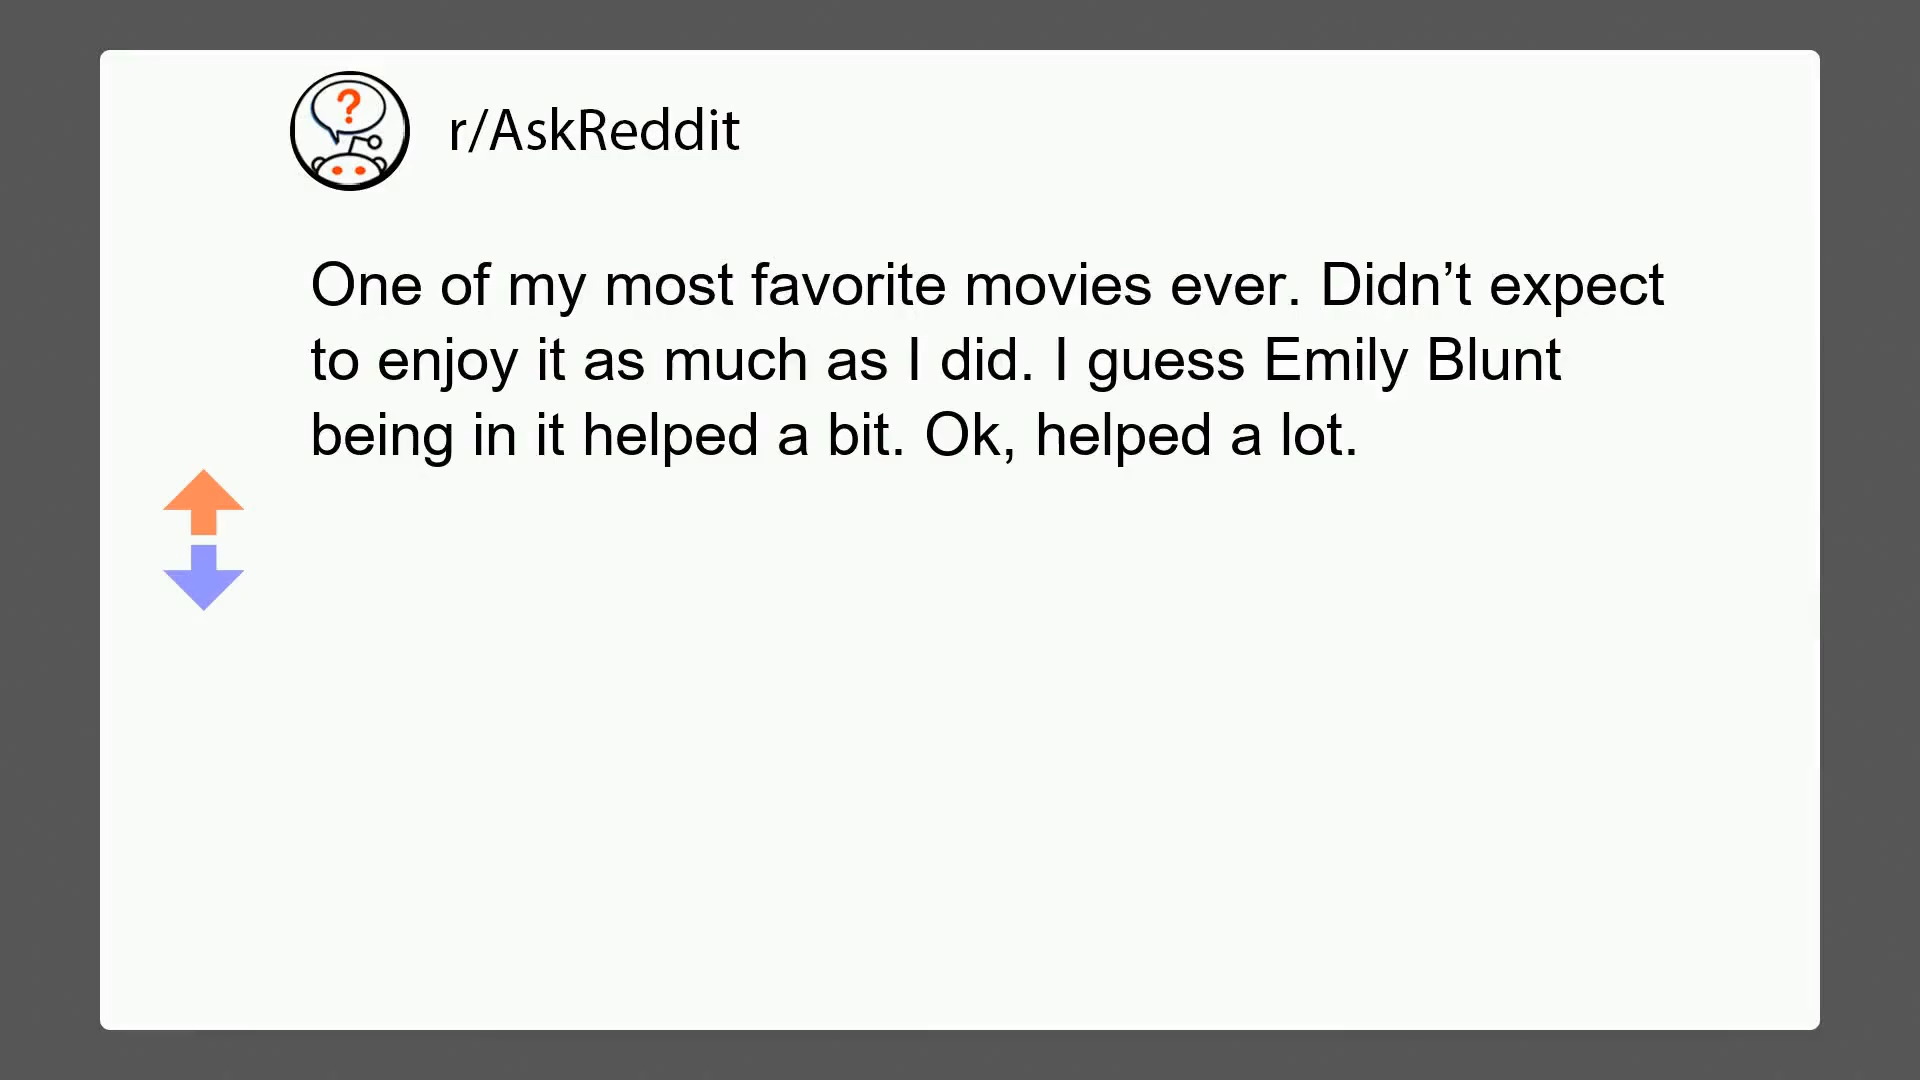 r/AskReddit
One of my most favorite movies ever. Didn’t expect
to enjoy it as much as I did. I guess Emily Blunt
being in it helped a bit. Ok, helped a lot.